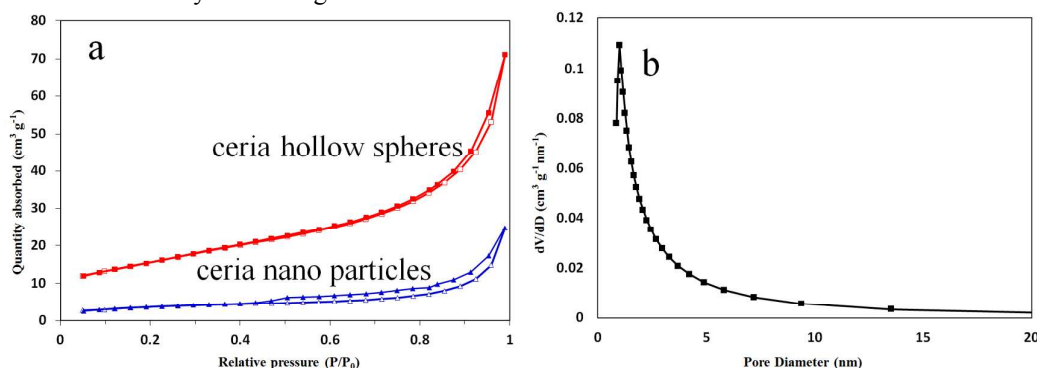 a
80
70
60
50
40
30
20
10
0
Quantity absorbed (cm³ g⁻¹)
ceria hollow spheres
ceria nano particles
0 0.2 0.4 0.6 0.8 1
Relative pressure (P/P₀)
b
0.12
0.1
0.08
0.06
0.04
0.02
0
dV/dD (cm³ g⁻¹ nm⁻¹)
0 5 10 15 20
Pore Diameter (nm)